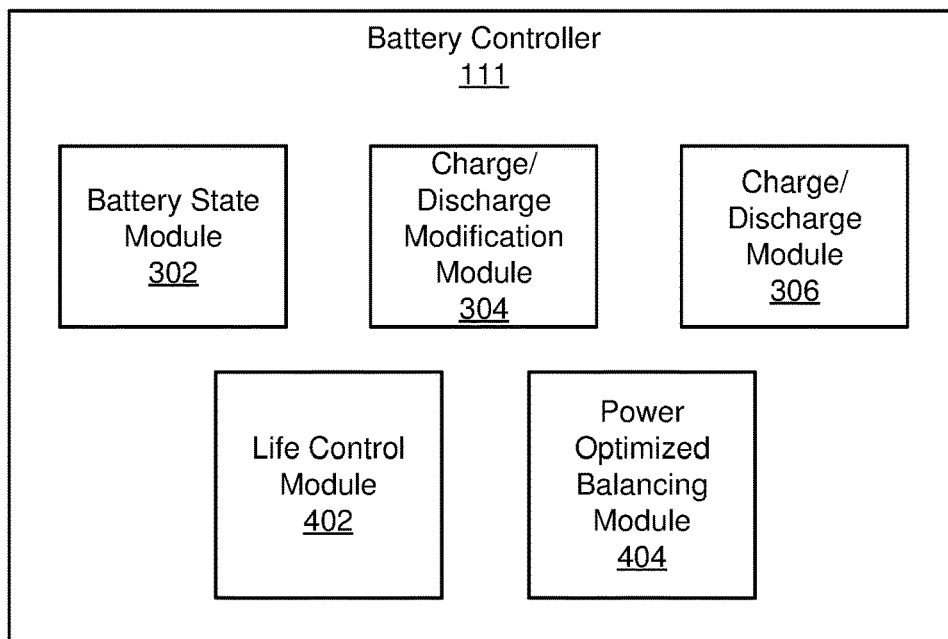 Battery Controller
111
Battery State
Module
302
Charge/
Discharge
Modification
Module
304
Charge/
Discharge
Module
306
Life Control
Module
402
Power
Optimized
Balancing
Module
404